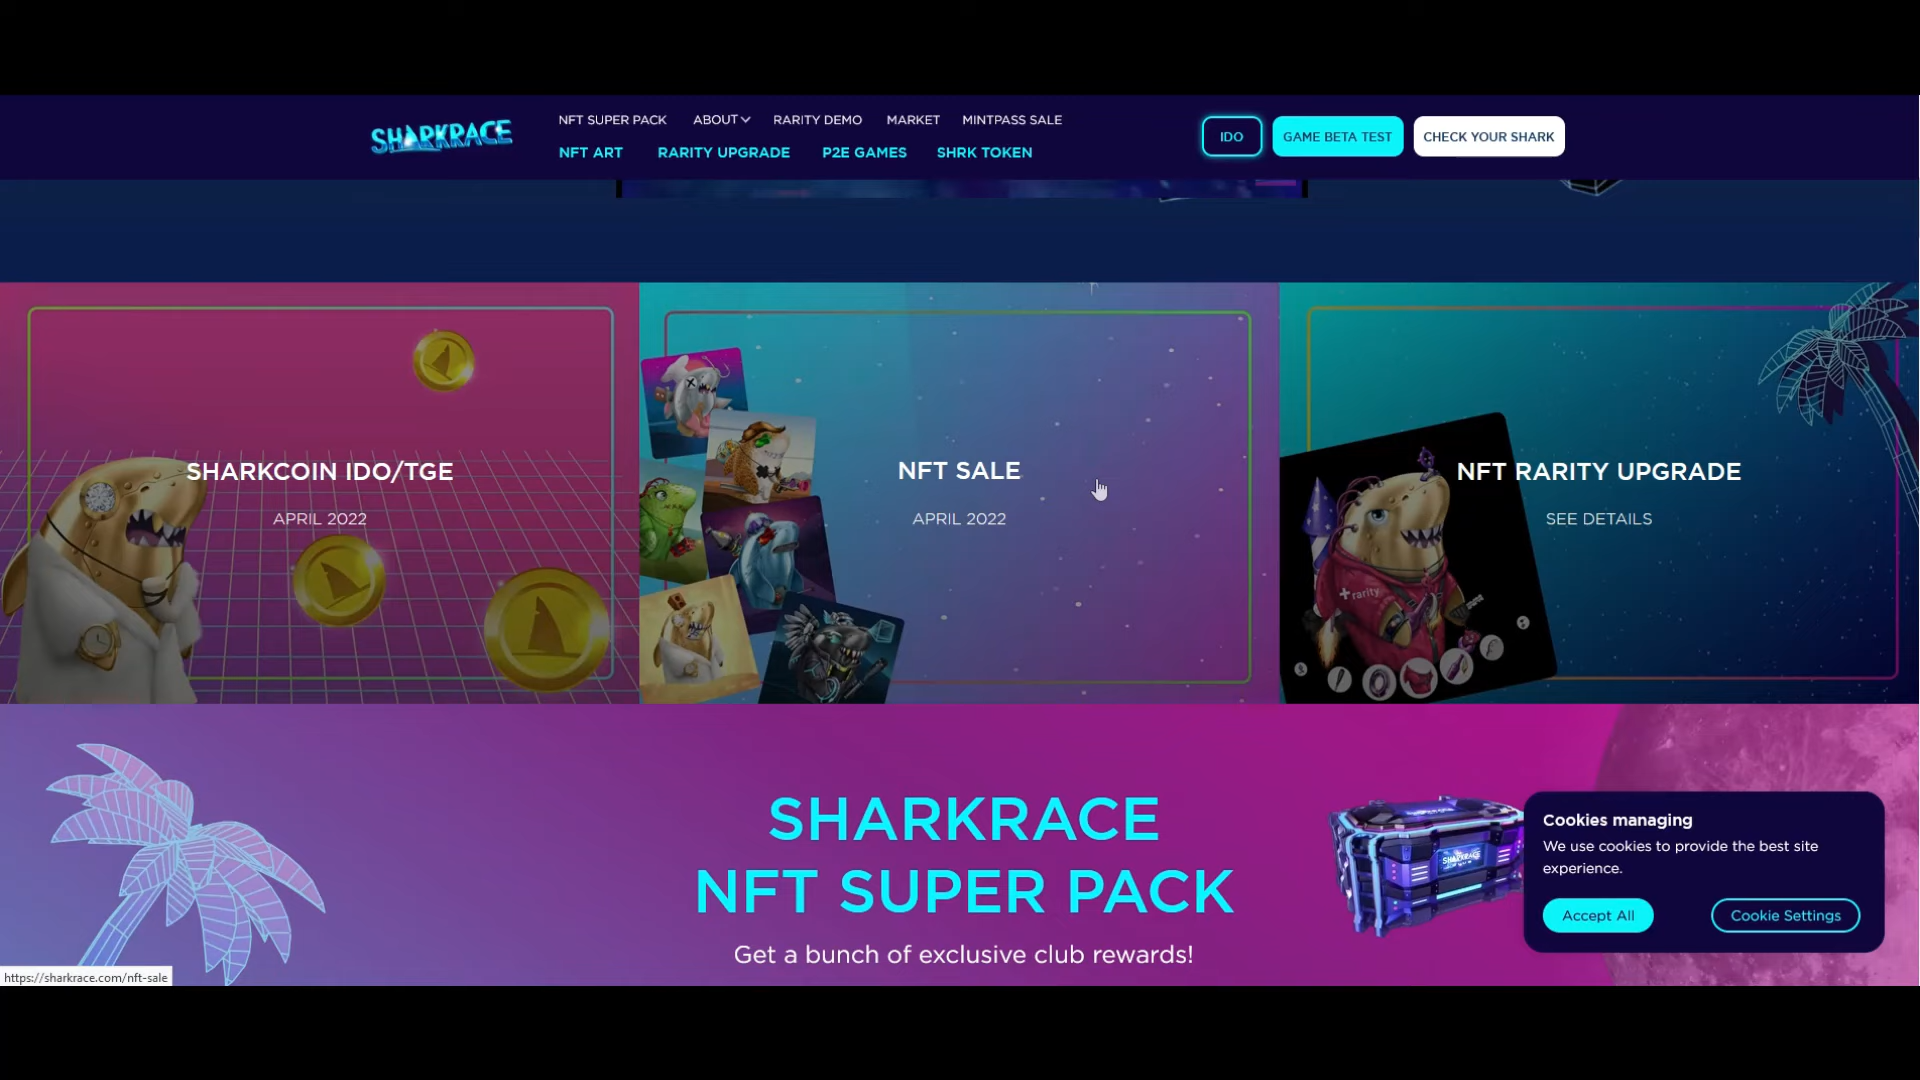 SHARKRACE
NFT SUPER PACK ABOUT RARITY DEMO MARKET MINTPASS SALE
NFT ART RARITY UPGRADE P2E GAMES SHRK TOKEN
IDO GAME BETA TEST CHECK YOUR SHARK
SHARKCOIN IDO/TGE
APRIL 2022
NFT SALE
APRIL 2022
+rarity
NFT RARITY UPGRADE
SEE DETAILS
SHARKRACE
NFT SUPER PACK
Get a bunch of exclusive club rewards!
SHARKRACE
Cookies managing
We use cookies to provide the best site
experience.
Accept All Cookie Settings
https://sharkrace.com/nft-sale